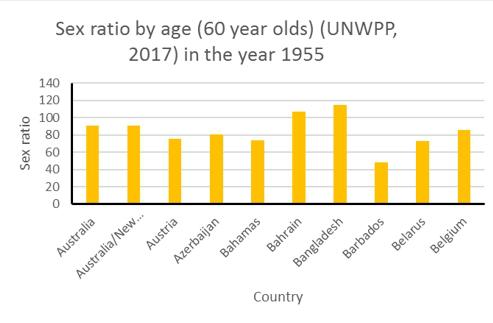 Sex ratio by age (60 year olds) (UNWPP,
2017) in the year 1955
140
120
100
80
60
40
20
0
Sex ratio
Australia
Australia/New...
Austria
Azerbaijan
Bahamas
Bahrain
Bangladesh
Barbados
Belarus
Belgium
Country